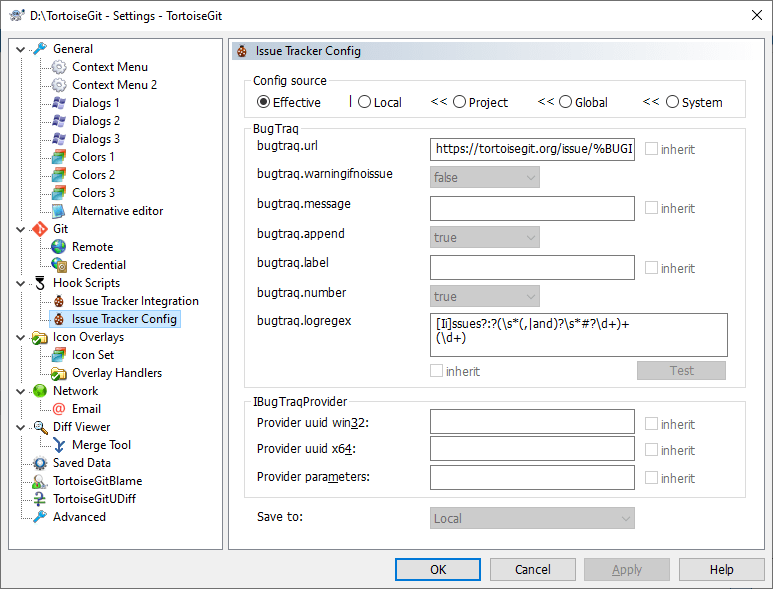 D:\TortoiseGit - Settings - TortoiseGit
General
Context Menu
Context Menu 2
Dialogs 1
Dialogs 2
Dialogs 3
Colors 1
Colors 2
Colors 3
Alternative editor
Git
Remote
Credential
Hook Scripts
Issue Tracker Integration
Issue Tracker Config
Icon Overlays
Icon Set
Overlay Handlers
Network
Email
Diff Viewer
Merge Tool
Saved Data
TortoiseGitBlame
TortoiseGitUDiff
Advanced
Issue Tracker Config
Config source
Effective | Local << Project << Global << System
BugTraq
bugtraq.url https://tortoisegit.org/issue/%BUGI inherit
bugtraq.warningifnoissue false
bugtraq.message inherit
bugtraq.append true
bugtraq.label inherit
bugtraq.number true
bugtraq.logregex [Ii]ssues?:?(\s*(,|and)?\s*#?\d+)+
(\d+)
inherit Test
IBugTraqProvider
Provider uuid win32: inherit
Provider uuid x64: inherit
Provider parameters: inherit
Save to: Local
OK Cancel Apply Help